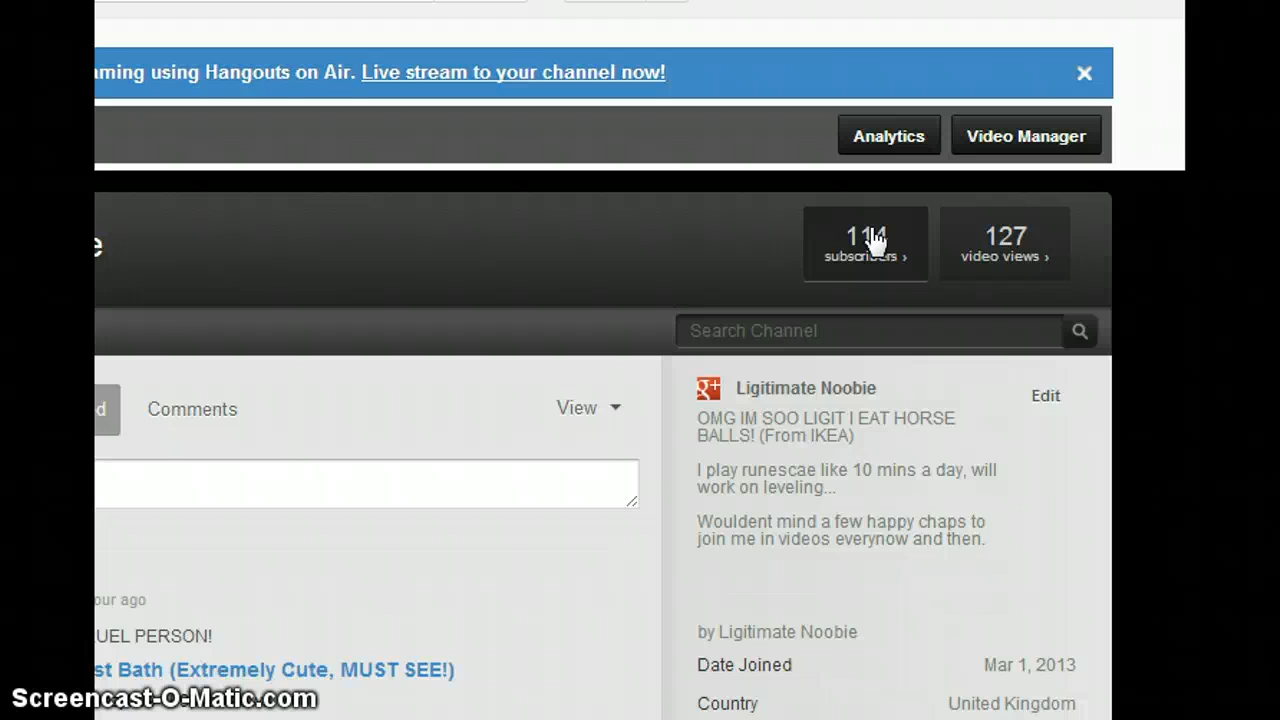 aming using Hangouts on Air. Live stream to your channel now!
Analytics
Video Manager
e
114
subscribers ›
127
video views ›
Search Channel
d
Comments
View
g+
Ligitimate Noobie
Edit
OMG IM SOO LIGIT I EAT HORSE
BALLS! (From IKEA)
I play runescae like 10 mins a day, will
work on leveling...
Wouldent mind a few happy chaps to
join me in videos everynow and then.
our ago
UEL PERSON!
st Bath (Extremely Cute, MUST SEE!)
by Ligitimate Noobie
Date Joined
Mar 1, 2013
Country
United Kingdom
Screencast-O-Matic.com